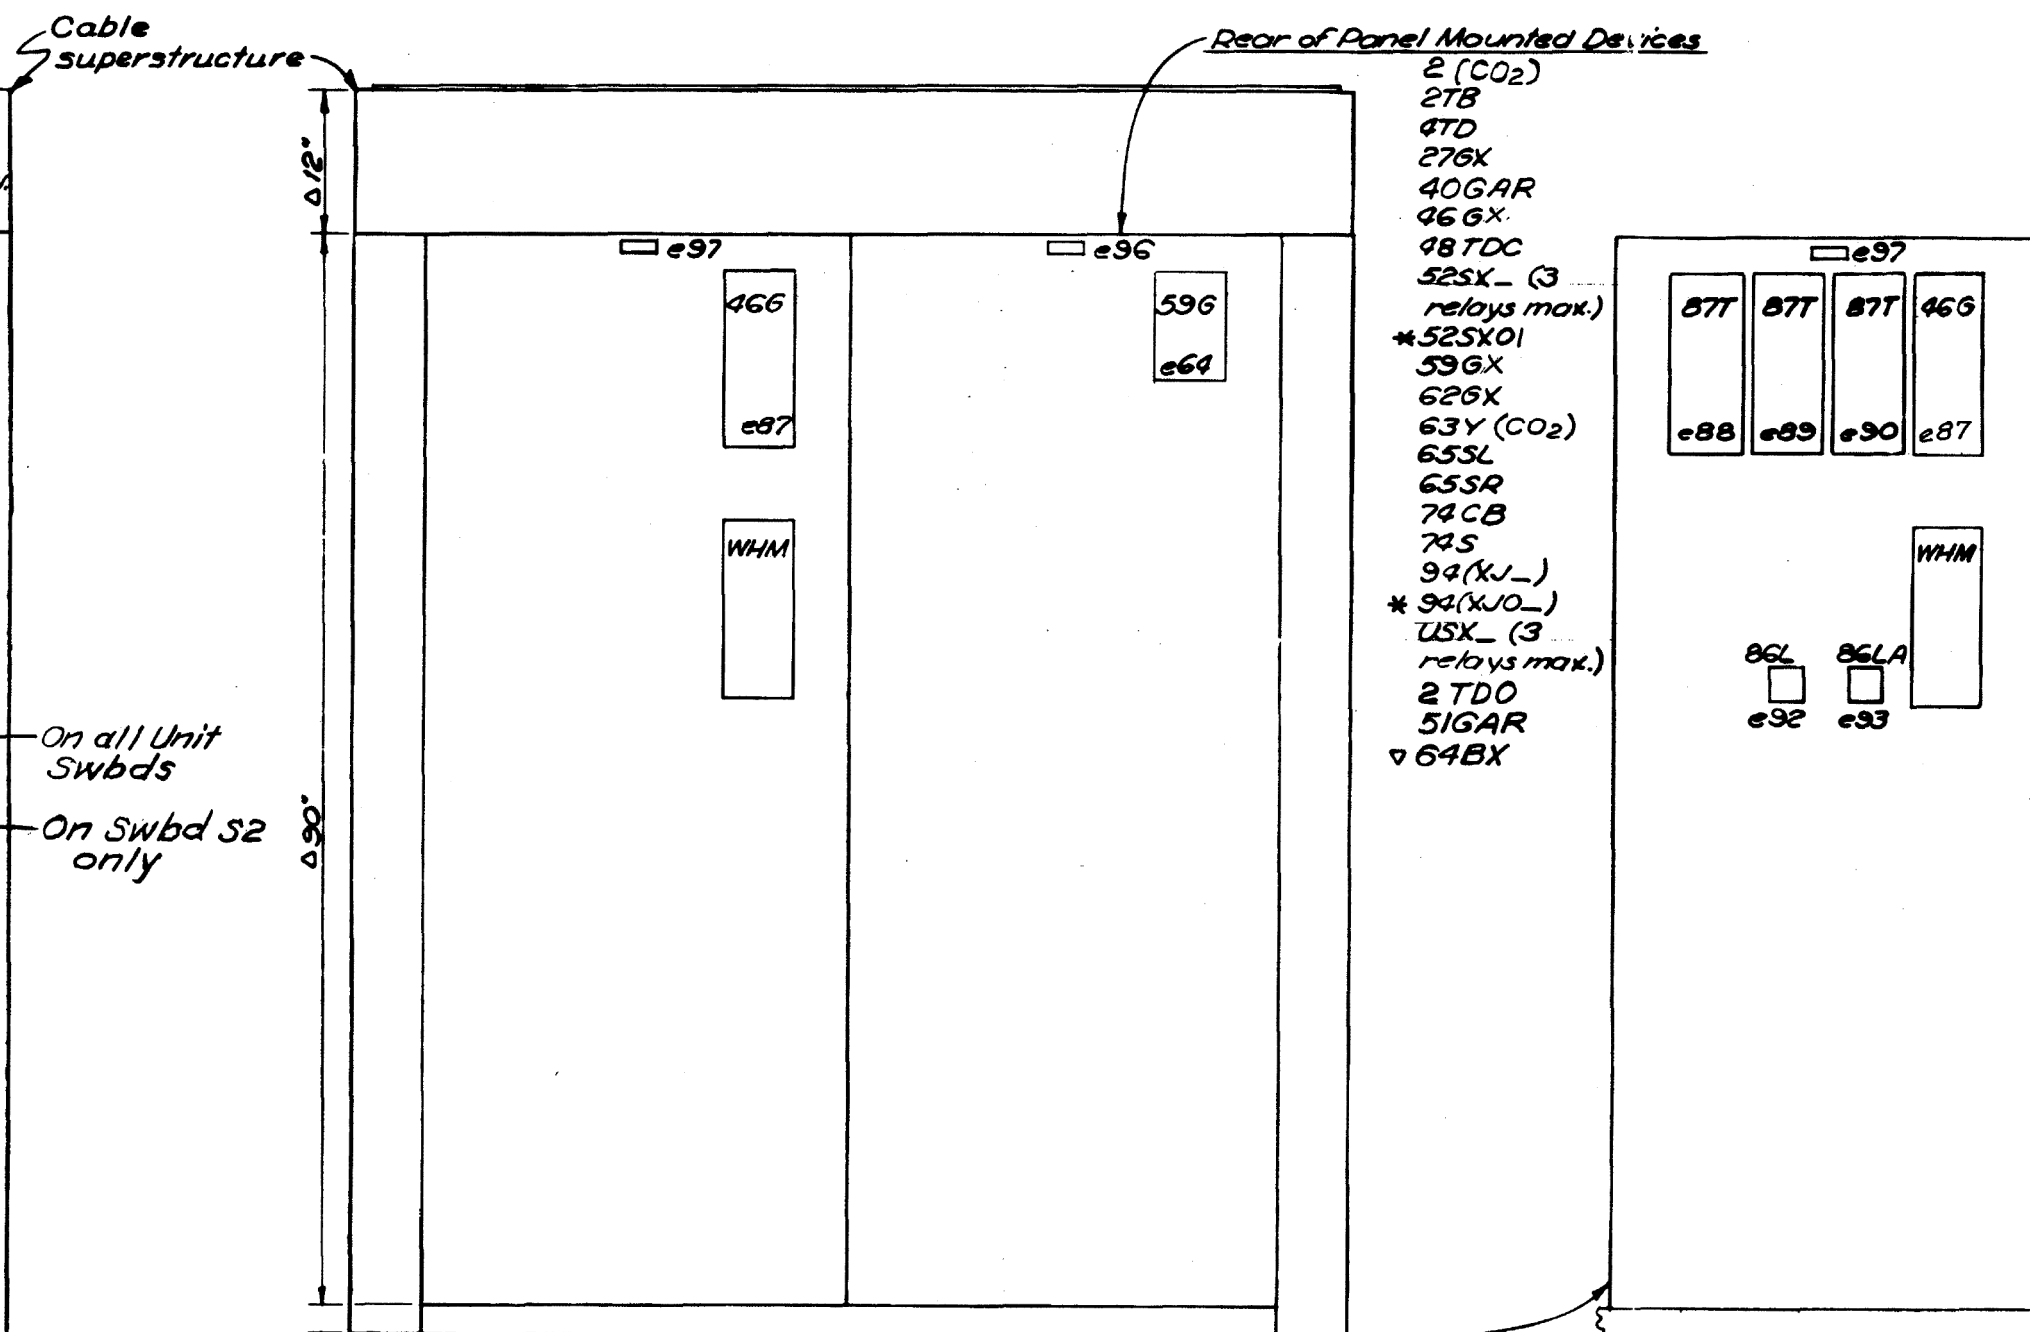 Cable
superstructure
Δ12"
Δ90"
On all Unit
Swbds
On Swbd S2
only
e97
46G
e87
WHM
e96
59G
e64
Rear of Panel Mounted Devices
2 (CO2)
2TB
4TD
27GX
40GAR
46GX
48TDC
52SX_ (3
relays max.)
*52SX01
59GX
62GX
63Y (CO2)
65SL
65SR
74CB
74S
94(XJ_)
* 94(XJO_)
USX_ (3
relays max.)
2 TDO
51GAR
▽ 64BX
e97
87T 87T 87T 46G
e88 e89 e90 e87
WHM
86L 86LA
e92 e93